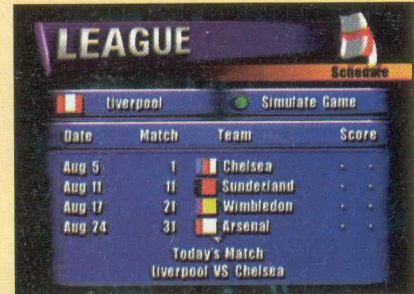 LEAGUE
Schedule
Liverpool Simulate Game
Date Match Team Score
Aug 5 1 Chelsea - -
Aug 11 11 Sunderland - -
Aug 17 21 Wimbledon - -
Aug 24 31 Arsenal - -
Today's Match
Liverpool VS Chelsea